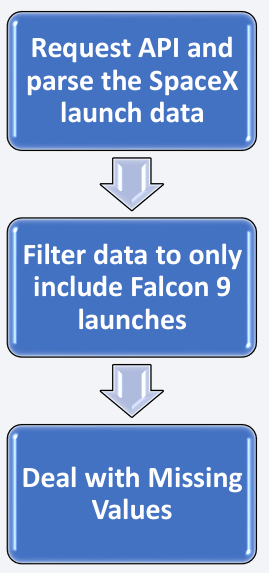 Request API and
parse the SpaceX
launch data
Filter data to only
include Falcon 9
launches
Deal with Missing
Values